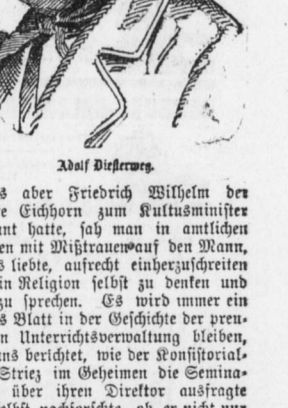 Adolf Diesterweg.
s aber Friedrich Wilhelm der
e Eichhorn zum Kultusminister
nnt hatte, sah man in amtlichen
en mit Mißtrauen auf den Mann,
s liebte, aufrecht einherzuschreiten
in Religion selbst zu denken und
zu sprechen. Es wird immer ein
s Blatt in der Geschichte der preu-
n Unterrichtsverwaltung bleiben,
uns berichtet, wie der Konsistorial-
Striez im Geheimen die Semina-
über ihren Direktor ausfragte